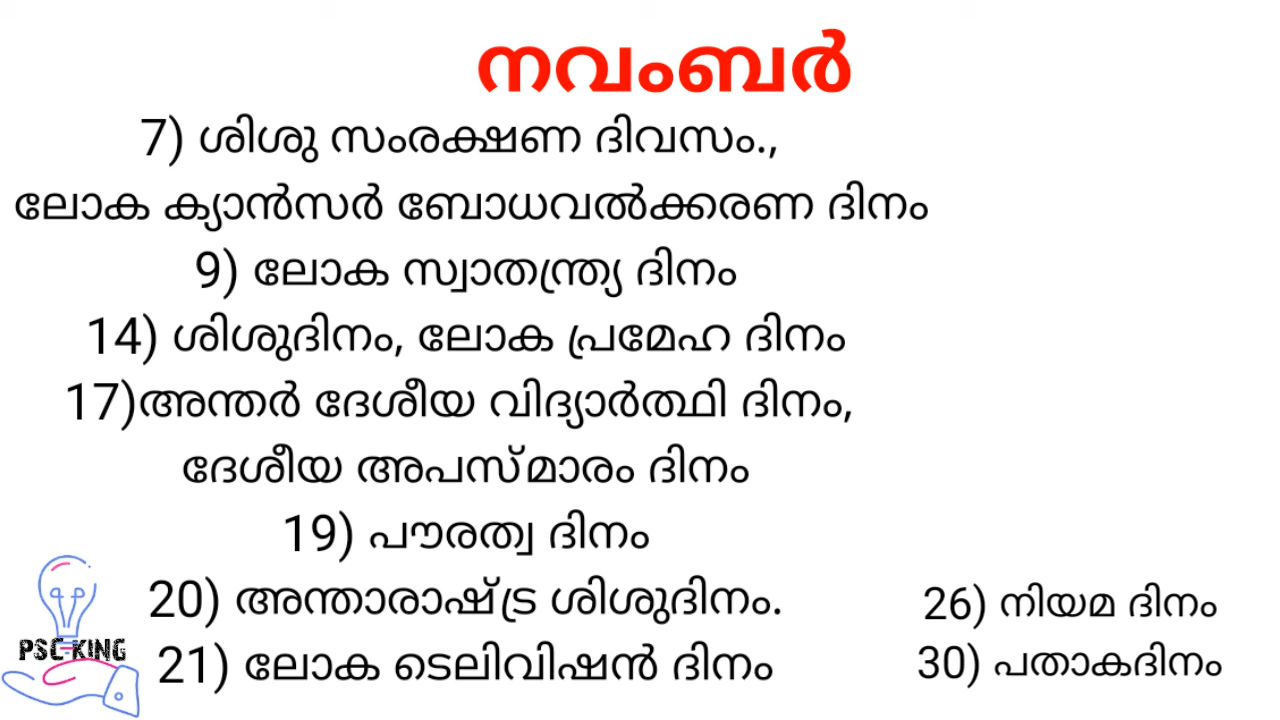 നവംബർ
7) ശിശു സംരക്ഷണ ദിവസം.,
ലോക ക്യാൻസർ ബോധവൽക്കരണ ദിനം
9) ലോക സ്വാതന്ത്ര്യ ദിനം
14) ശിശുദിനം, ലോക പ്രമേഹ ദിനം
17)അന്തർ ദേശീയ വിദ്യാർത്ഥി ദിനം,
ദേശീയ അപസ്മാരം ദിനം
19) പൗരത്വ ദിനം
20) അന്താരാഷ്ട്ര ശിശുദിനം.
21) ലോക ടെലിവിഷൻ ദിനം
26) നിയമ ദിനം
30) പതാകദിനം
PSC KING